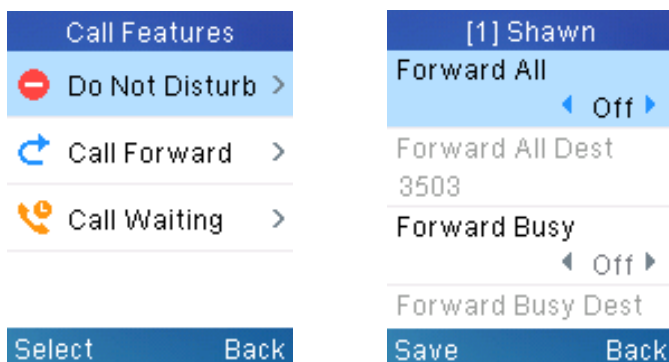 Call Features
Do Not Disturb
Call Forward
Call Waiting
Select Back
[1] Shawn
Forward All
Off
Forward All Dest
3503
Forward Busy
Off
Forward Busy Dest
Save Back